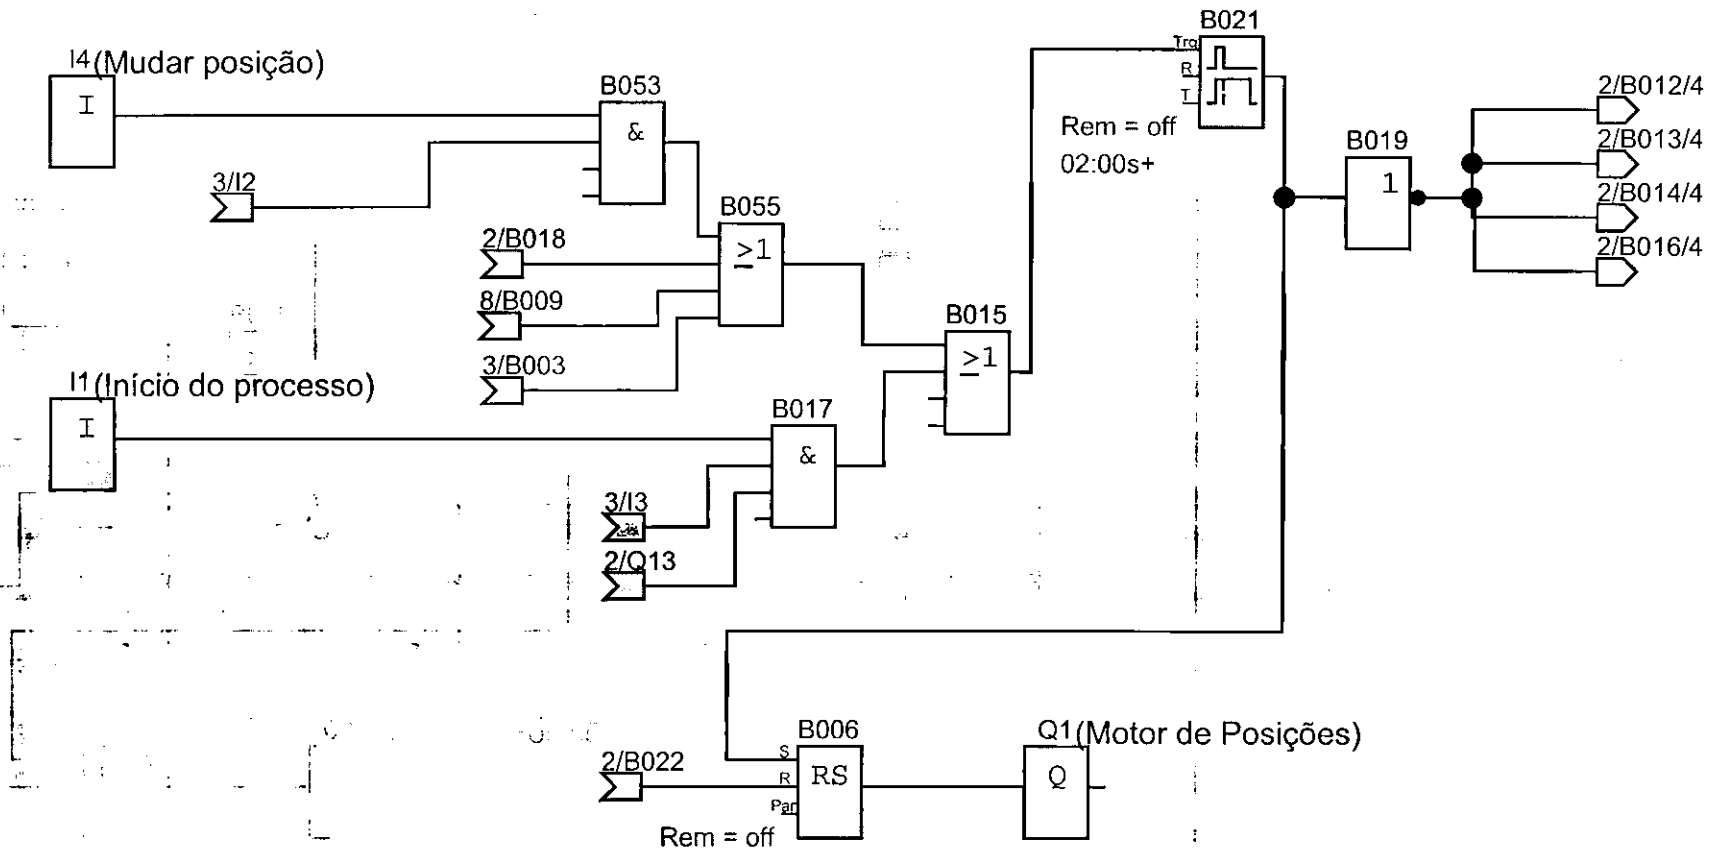 B021
Trg
R
T
I4 (Mudar posição)
I
B053
&
2/B012/4
Rem = off
02:00s+
B019
1
2/B013/4
3/I2
2/B014/4
B055
≥1
2/B018
2/B016/4
8/B009
B015
≥1
3/B003
I1 (Início do processo)
I
B017
&
3/I3
2/Q13
B006
S
R
Par
RS
Q1 (Motor de Posições)
Q
2/B022
Rem = off